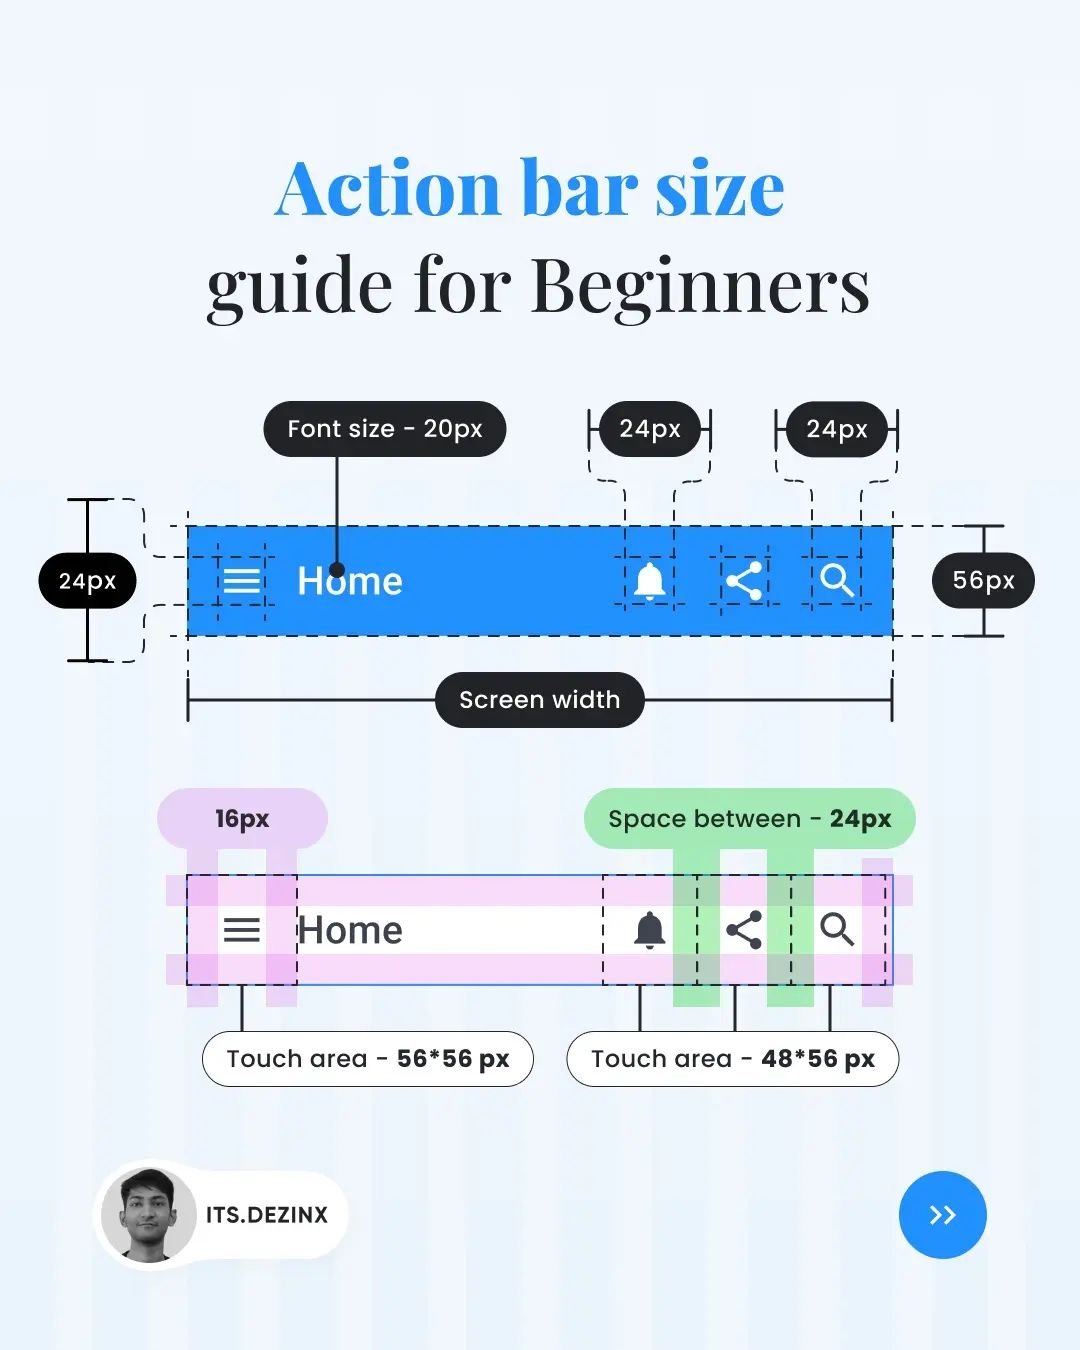 Action bar size
guide for Beginners
Font size - 20px
24px
24px
24px
Home
56px
Screen width
16px
Space between - 24px
Home
Touch area - 56*56 px
Touch area - 48*56 px
ITS.DEZINX